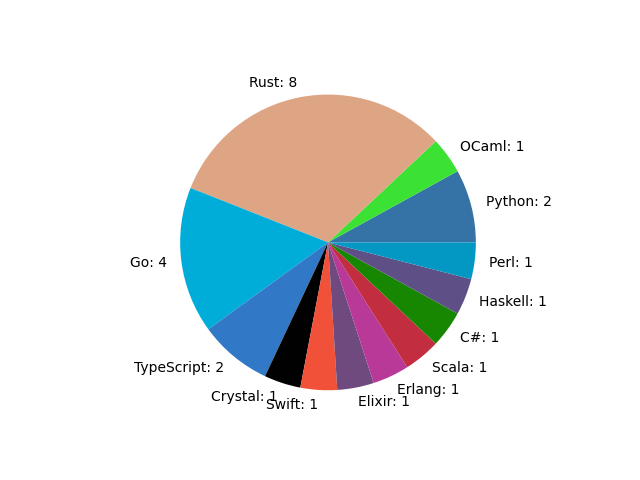 Rust: 8
OCaml: 1
Python: 2
Go: 4
Perl: 1
Haskell: 1
C#: 1
TypeScript: 2
Scala: 1
Erlang: 1
Crystal: 1
Swift: 1
Elixir: 1